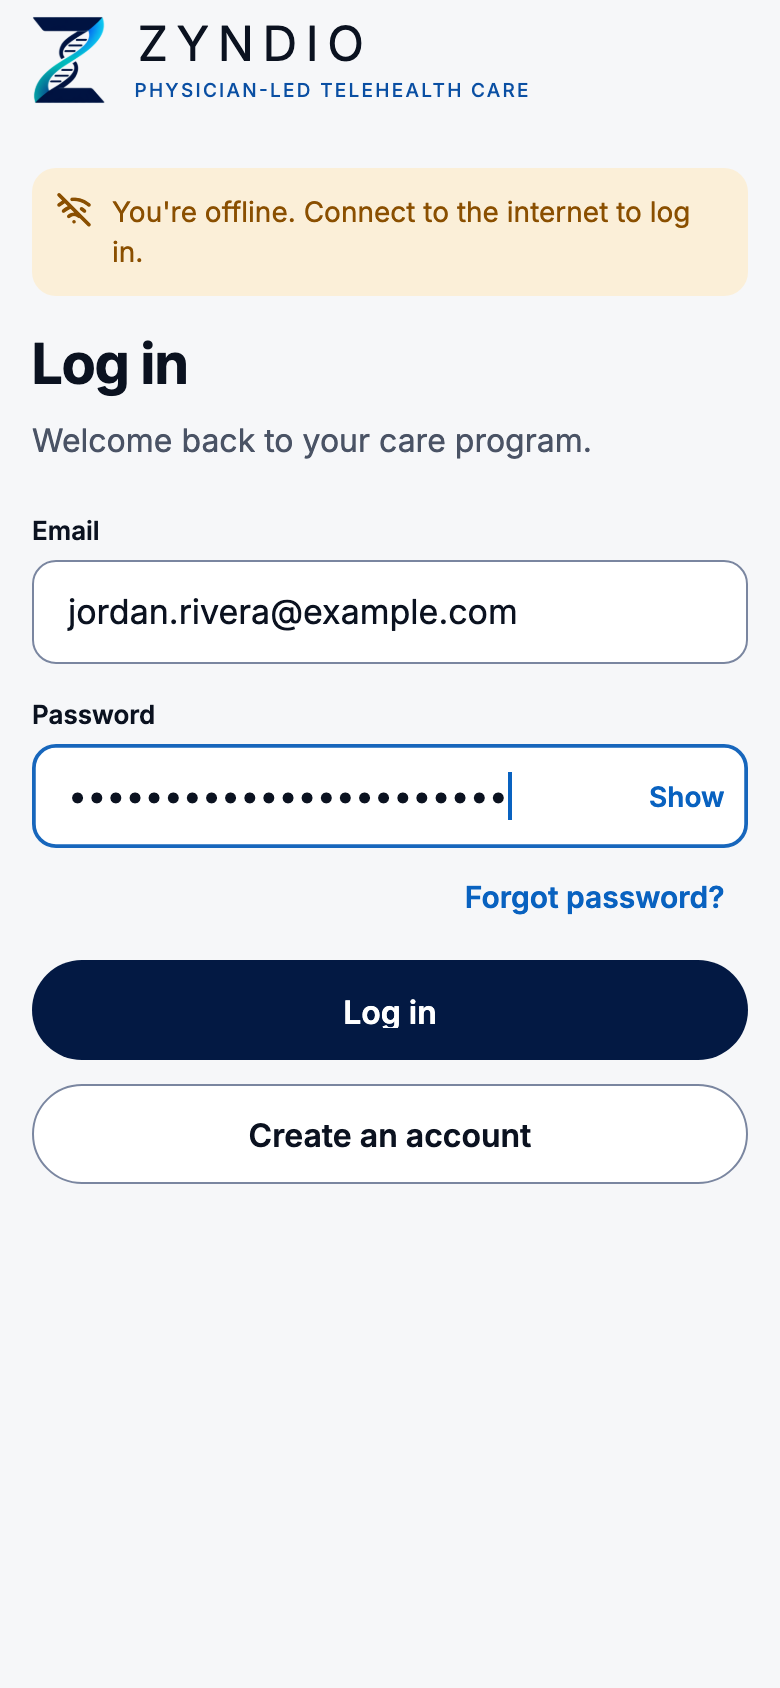 ZYNDIO
PHYSICIAN-LED TELEHEALTH CARE
You're offline. Connect to the internet to log
in.
Log in
Welcome back to your care program.
Email
jordan.rivera@example.com
Password
•••••••••••••••••••••••
Show
Forgot password?
Log in
Create an account